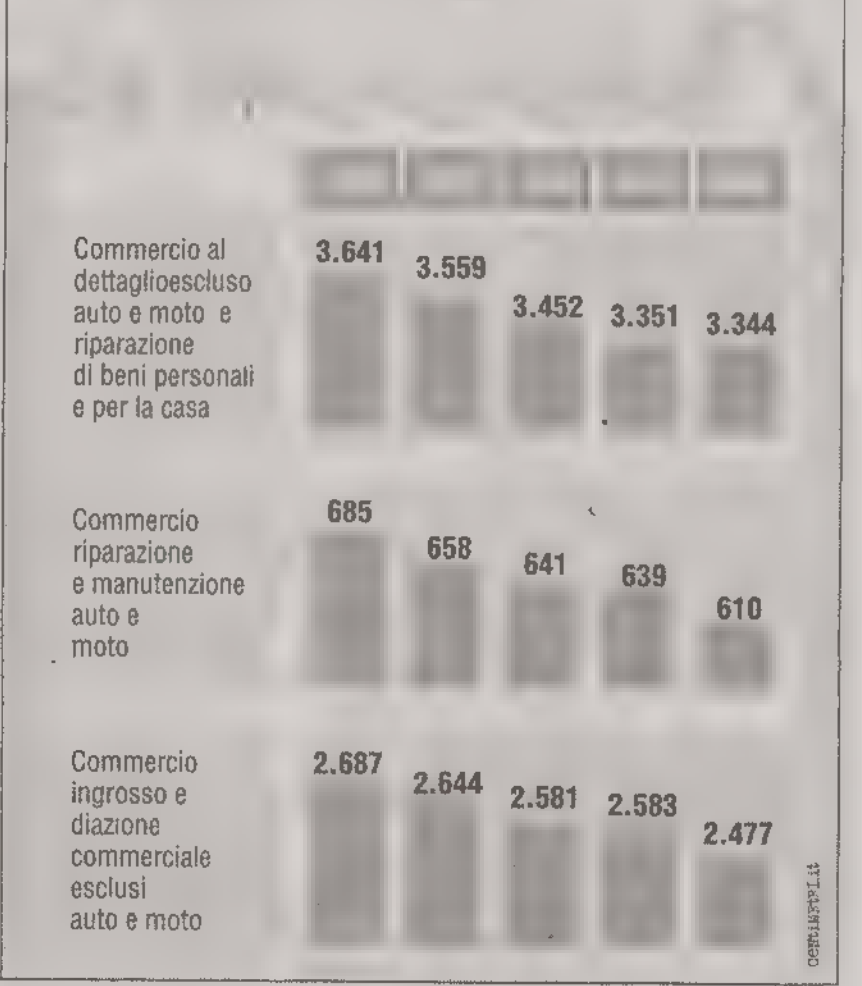 Commercio al
dettaglioescluso
auto e moto e
riparazione
di beni personali
e per la casa
3.641
3.559
3.452
3.351
3.344
Commercio
riparazione
e manutenzione
auto e
moto
685
658
641
639
610
Commercio
ingrosso e
diazione
commerciale
esclusi
auto e moto
2.687
2.644
2.581
2.583
2.477
CENTIMETRI.it